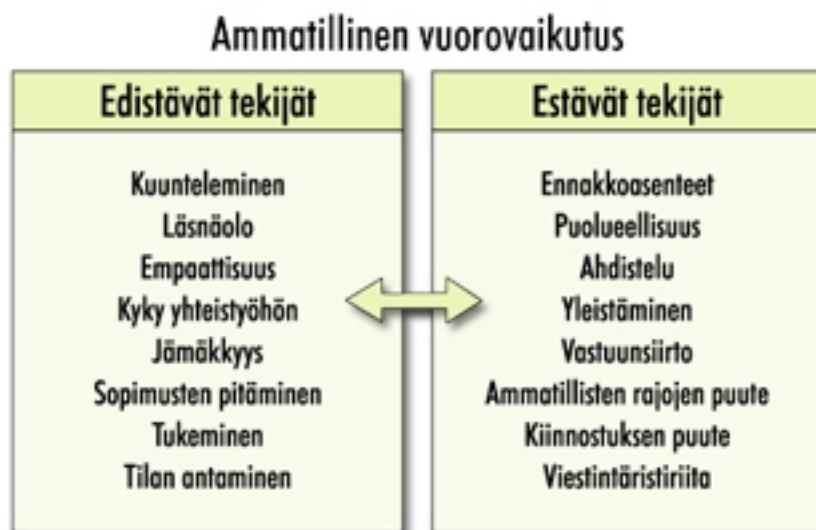 Ammatillinen vuorovaikutus
Edistävät tekijät
Kuunteleminen
Läsnäolo
Empaattisuus
Kyky yhteistyöhön
Jämäkkyys
Sopimusten pitäminen
Tukeminen
Tilan antaminen
Estävät tekijät
Ennakkoasenteet
Puolueellisuus
Ahdistelu
Yleistäminen
Vastuunsiirto
Ammatillisten rajojen puute
Kiinnostuksen puute
Viestintäristiriita